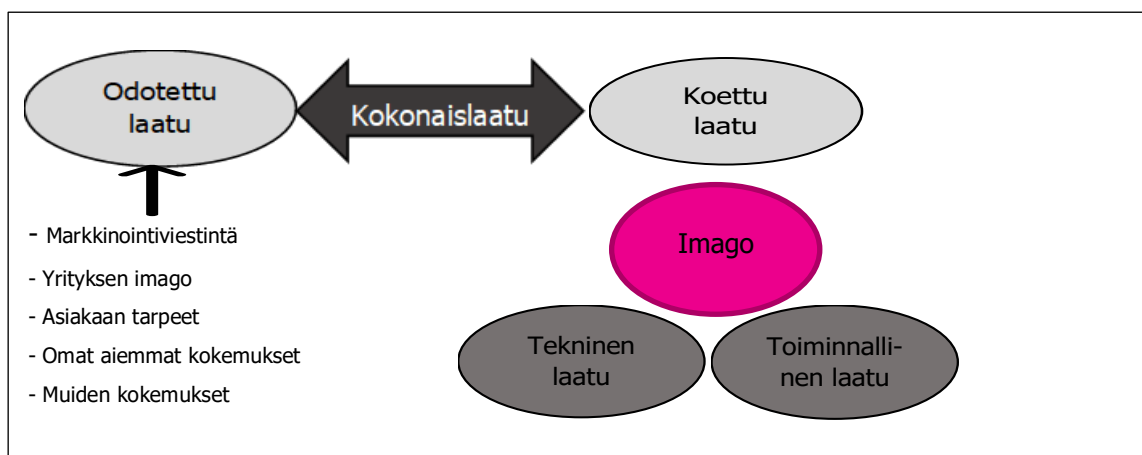 Odotettu
laatu
Kokonaislaatu
Koettu
laatu
- Markkinointiviestintä
- Yrityksen imago
- Asiakaan tarpeet
- Omat aiemmat kokemukset
- Muiden kokemukset
Imago
Tekninen
laatu
Toiminnalli-
nen laatu